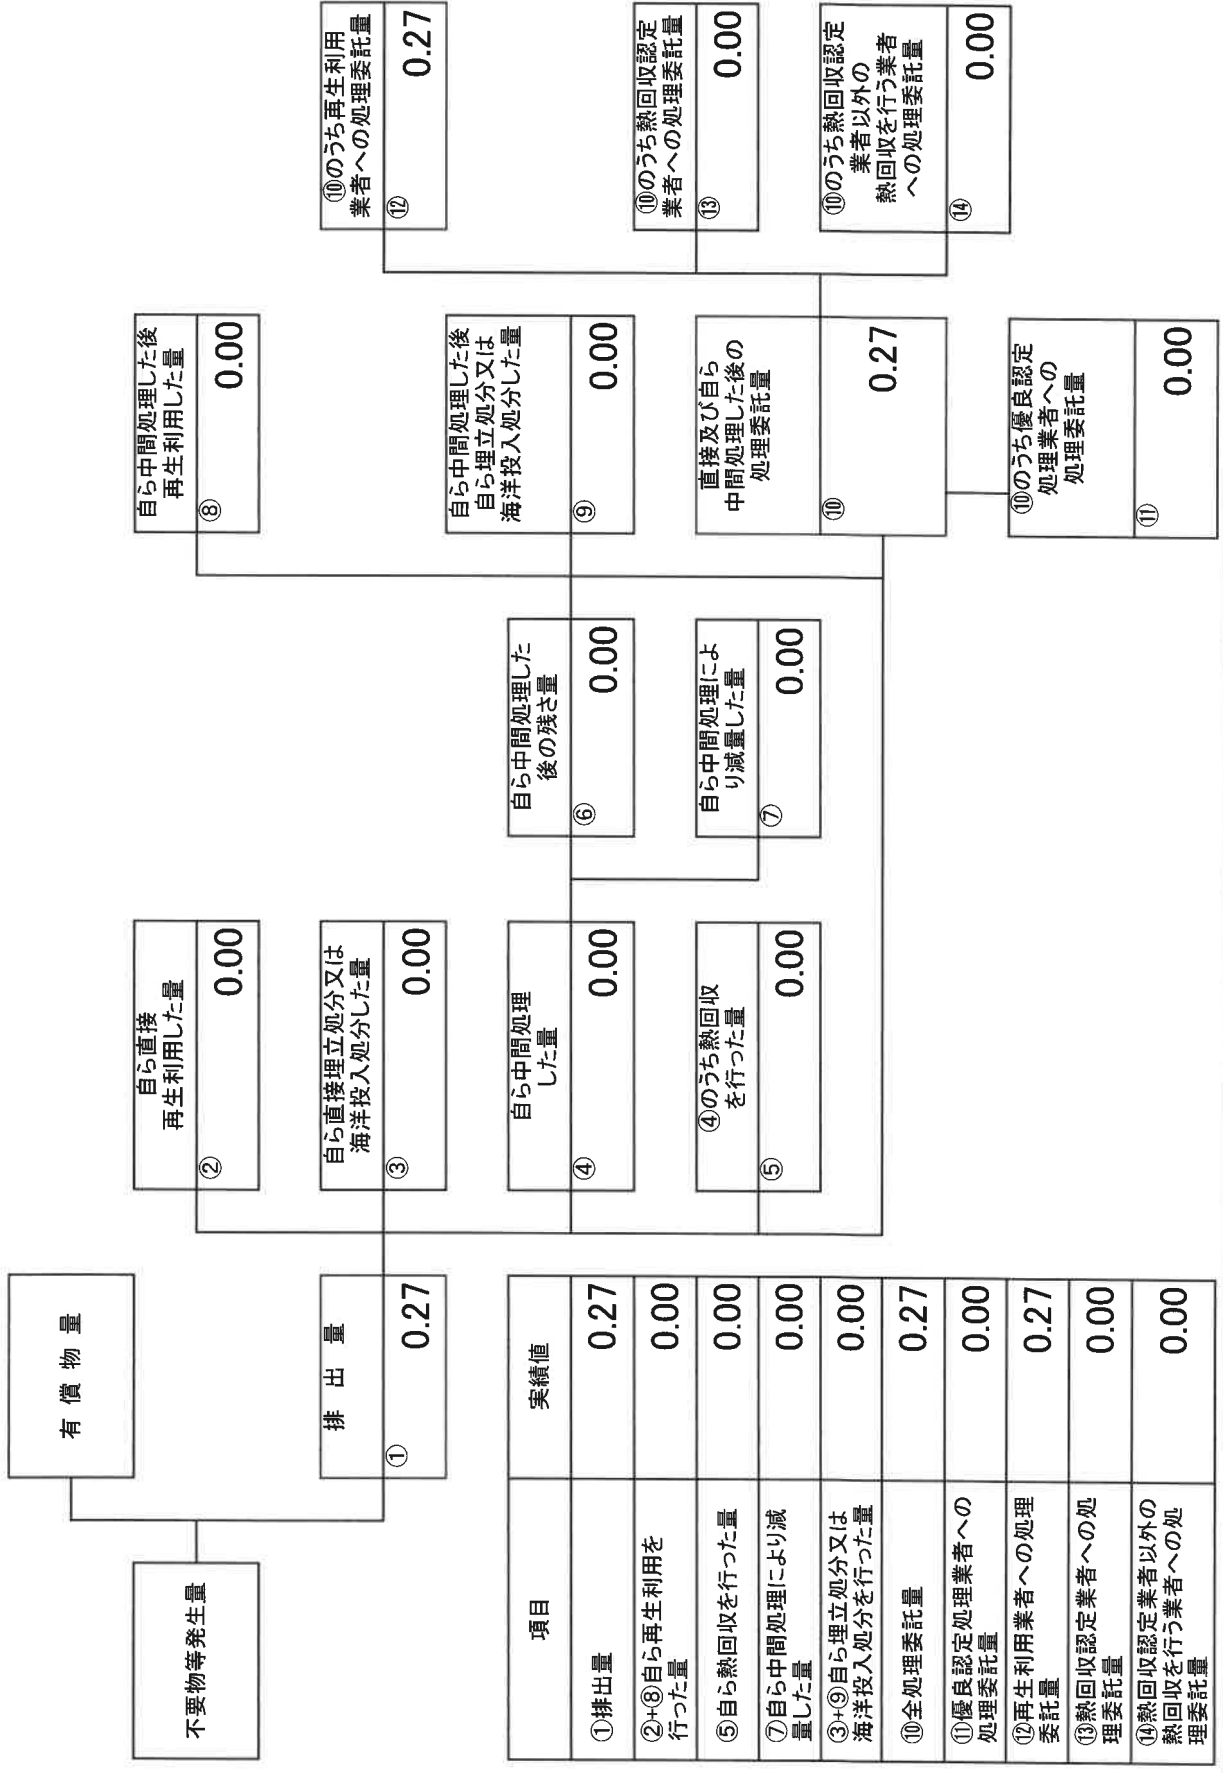 不要物等発生量
有償物量
排出量
①
0.27
自ら直接
再生利用した量
②
0.00
自ら直接埋立処分又は
海洋投入処分した量
③
0.00
自ら中間処理
した量
④
0.00
④のうち熱回収
を行った量
⑤
0.00
自ら中間処理した
後の残さ量
⑥
0.00
自ら中間処理によ
り減量した量
⑦
0.00
自ら中間処理した後
再生利用した量
⑧
0.00
自ら中間処理した後
自ら埋立処分又は
海洋投入処分した量
⑨
0.00
直接及び自ら
中間処理した後の
処理委託量
⑩
0.27
⑩のうち優良認定
処理業者への
処理委託量
⑪
0.00
⑩のうち再生利用
業者への処理委託量
⑫
0.27
⑩のうち熱回収認定
業者への処理委託量
⑬
0.00
⑩のうち熱回収認定
業者以外の
熱回収を行う業者
への処理委託量
⑭
0.00
項目
実績値
①排出量
0.27
②+⑧自ら再生利用を
行った量
0.00
⑤自ら熱回収を行った量
0.00
⑦自ら中間処理により減
量した量
0.00
③+⑨自ら埋立処分又は
海洋投入処分を行った量
0.00
⑩全処理委託量
0.27
⑪優良認定処理業者への
処理委託量
0.00
⑫再生利用業者への処理
委託量
0.27
⑬熱回収認定業者への処
理委託量
0.00
⑭熱回収認定業者以外の
熱回収を行う業者への処
理委託量
0.00